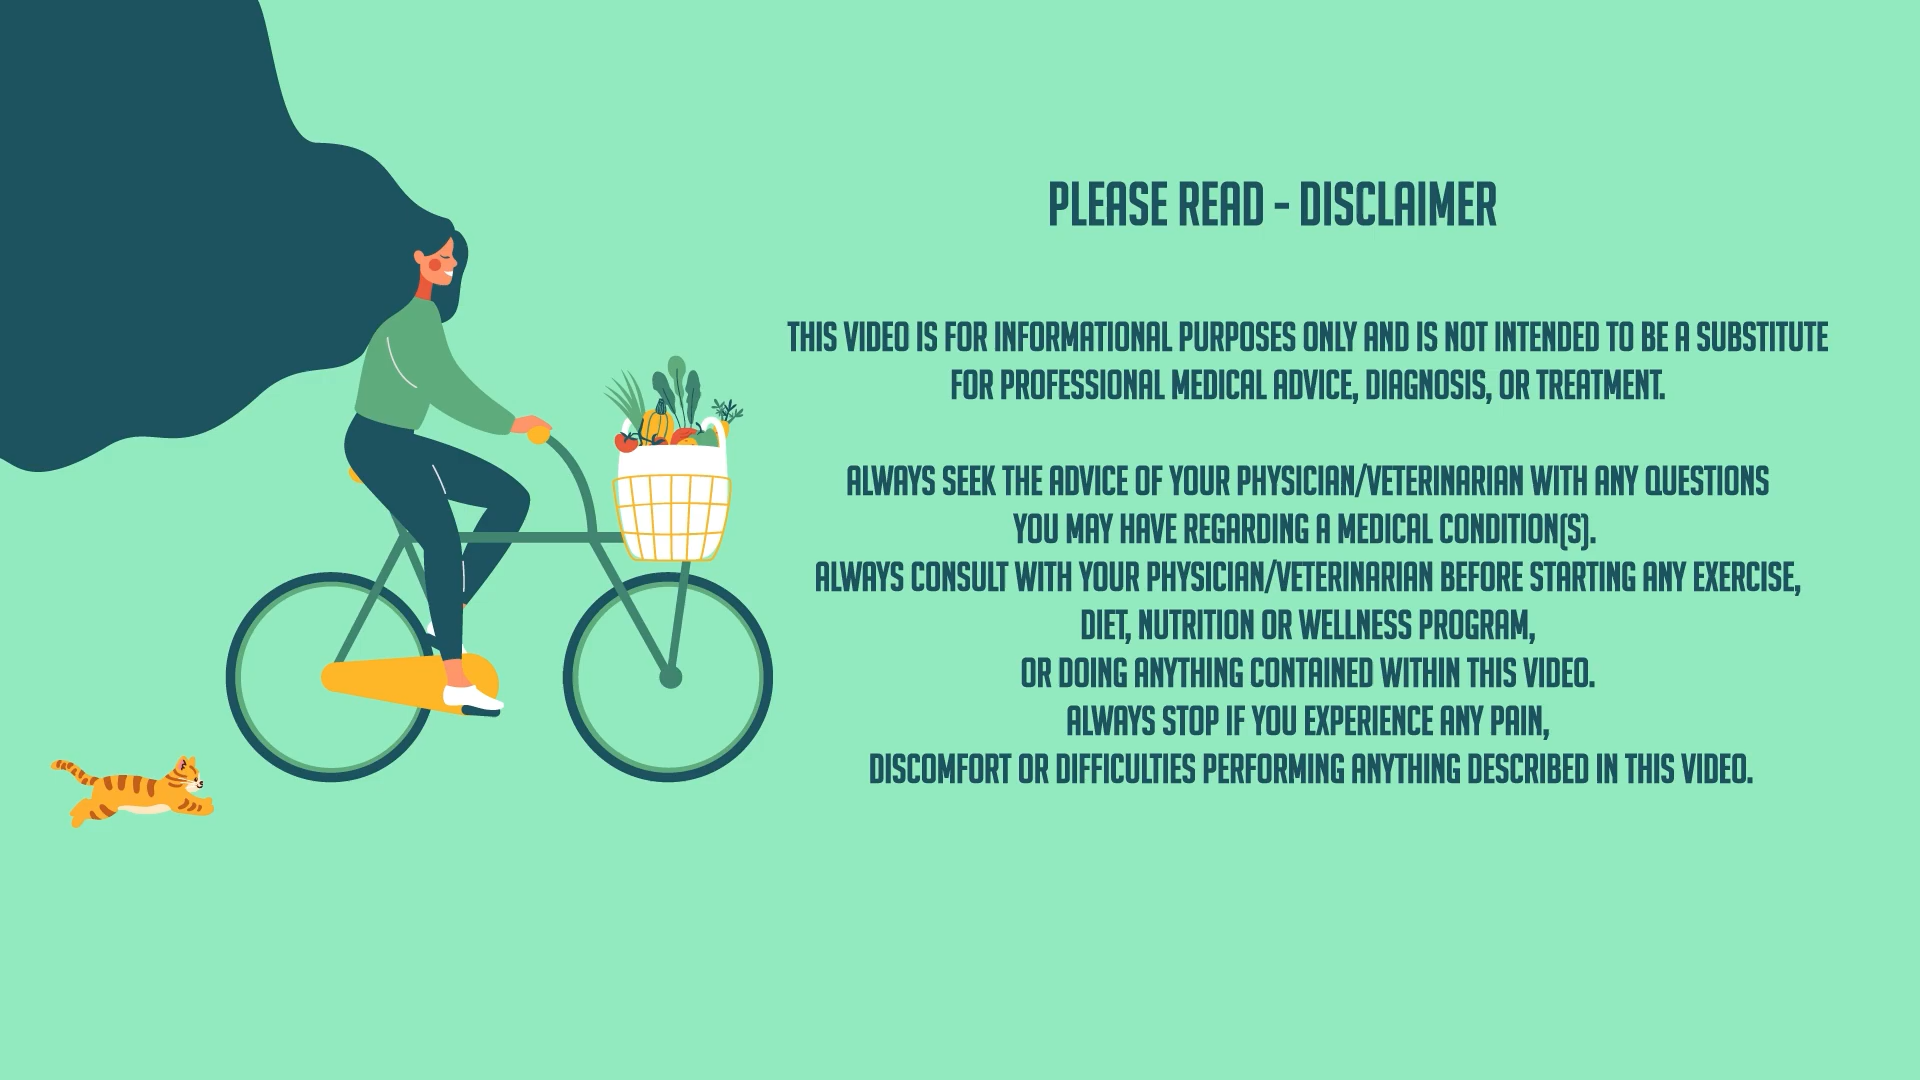 PLEASE READ - DISCLAIMER
THIS VIDEO IS FOR INFORMATIONAL PURPOSES ONLY AND IS NOT INTENDED TO BE A SUBSTITUTE
FOR PROFESSIONAL MEDICAL ADVICE, DIAGNOSIS, OR TREATMENT.
ALWAYS SEEK THE ADVICE OF YOUR PHYSICIAN/VETERINARIAN WITH ANY QUESTIONS
YOU MAY HAVE REGARDING A MEDICAL CONDITION(S).
ALWAYS CONSULT WITH YOUR PHYSICIAN/VETERINARIAN BEFORE STARTING ANY EXERCISE,
DIET, NUTRITION OR WELLNESS PROGRAM,
OR DOING ANYTHING CONTAINED WITHIN THIS VIDEO.
ALWAYS STOP IF YOU EXPERIENCE ANY PAIN,
DISCOMFORT OR DIFFICULTIES PERFORMING ANYTHING DESCRIBED IN THIS VIDEO.